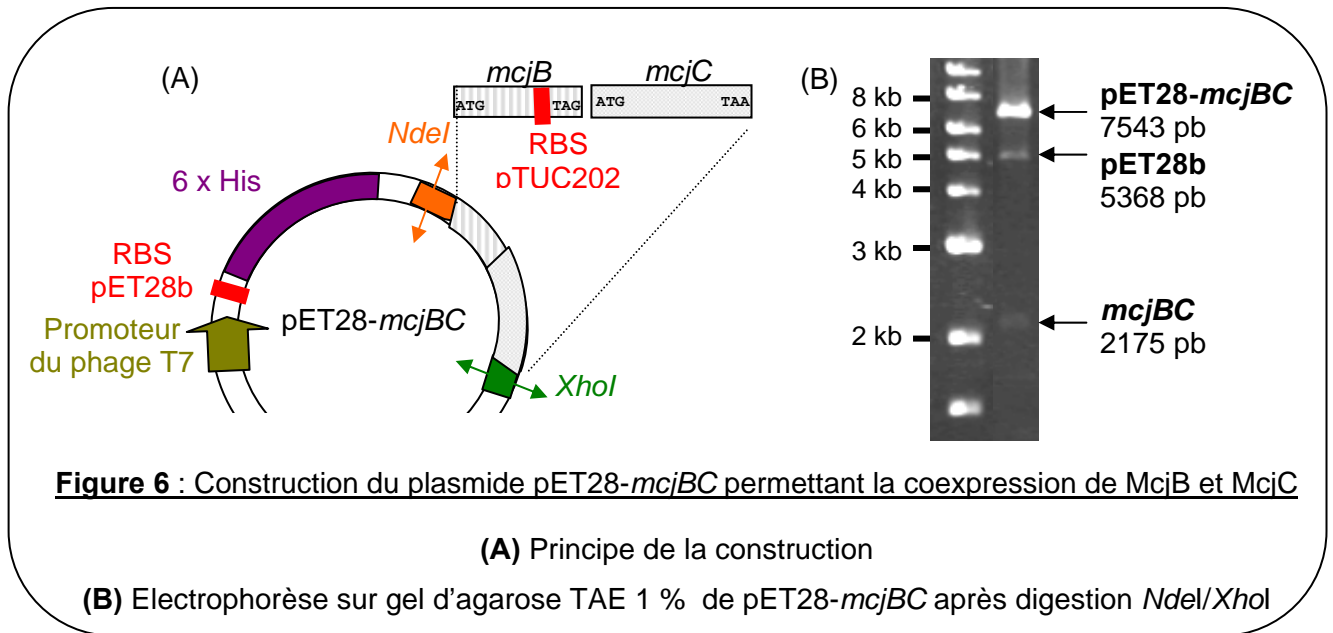 (A)
mcjB mcjC
ATG TAG ATG TAA
RBS
pTUC202
NdeI
6 x His
RBS
pET28b
Promoteur
du phage T7
pET28-mcjBC
XhoI
(B)
8 kb
6 kb
5 kb
4 kb
3 kb
2 kb
pET28-mcjBC
7543 pb
pET28b
5368 pb
mcjBC
2175 pb
Figure 6 : Construction du plasmide pET28-mcjBC permettant la coexpression de McjB et McjC
(A) Principe de la construction
(B) Electrophorèse sur gel d'agarose TAE 1 % de pET28-mcjBC après digestion NdeI/XhoI